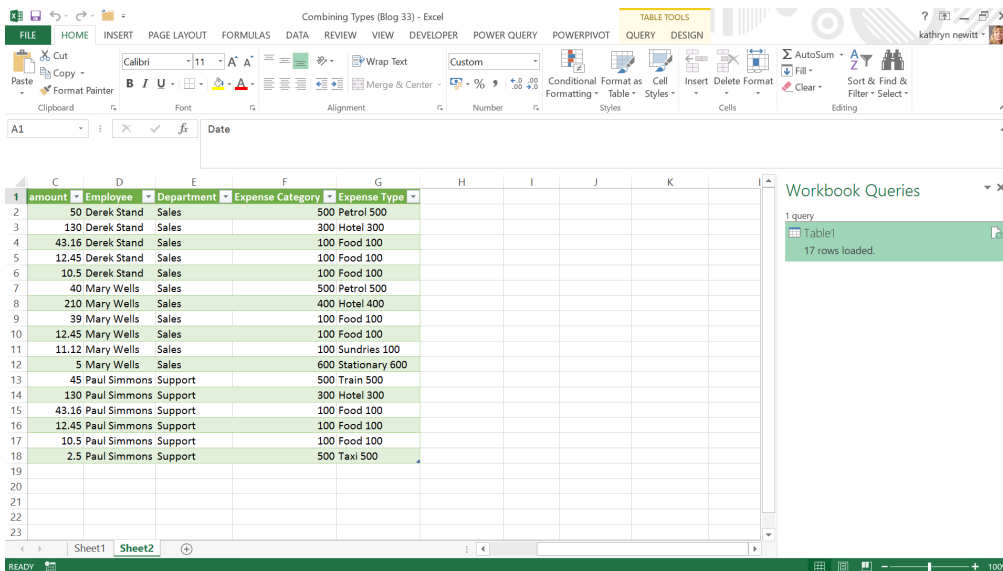 Combining Types (Blog 33) - Excel
TABLE TOOLS
?
FILE HOME INSERT PAGE LAYOUT FORMULAS DATA REVIEW VIEW DEVELOPER POWER QUERY POWERPIVOT QUERY DESIGN kathryn newitt
Paste
Cut
Copy
Format Painter
Clipboard
Calibri 11 A A
B I U A
Font
Wrap Text
Merge & Center
Alignment
Custom
% , .0 .00 .00 .0
Number
Conditional Formatting Format as Table Cell Styles
Styles
Insert Delete Format
Cells
AutoSum
Fill
Clear
Sort & Filter Find & Select
Editing
A1 fx Date
C D E F G H I J K
1 amount Employee Department Expense Category Expense Type
2 50 Derek Stand Sales 500 Petrol 500
3 130 Derek Stand Sales 300 Hotel 300
4 43.16 Derek Stand Sales 100 Food 100
5 12.45 Derek Stand Sales 100 Food 100
6 10.5 Derek Stand Sales 100 Food 100
7 40 Mary Wells Sales 500 Petrol 500
8 210 Mary Wells Sales 400 Hotel 400
9 39 Mary Wells Sales 100 Food 100
10 12.45 Mary Wells Sales 100 Food 100
11 11.12 Mary Wells Sales 100 Sundries 100
12 5 Mary Wells Sales 600 Stationary 600
13 45 Paul Simmons Support 500 Train 500
14 130 Paul Simmons Support 300 Hotel 300
15 43.16 Paul Simmons Support 100 Food 100
16 12.45 Paul Simmons Support 100 Food 100
17 10.5 Paul Simmons Support 100 Food 100
18 2.5 Paul Simmons Support 500 Taxi 500
19
20
21
22
23
Workbook Queries
1 query
Table1
17 rows loaded.
Sheet1 Sheet2
READY 100